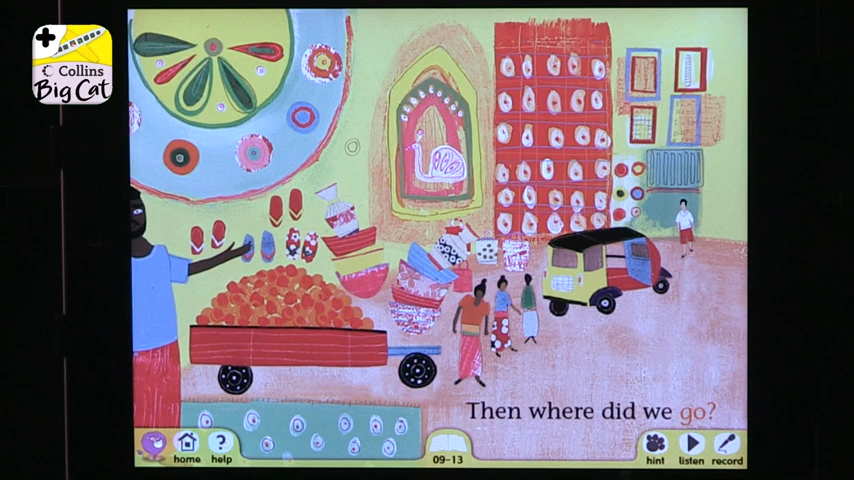 Collins
Big Cat
Then where did we go?
home
help
09-13
hint
listen
record